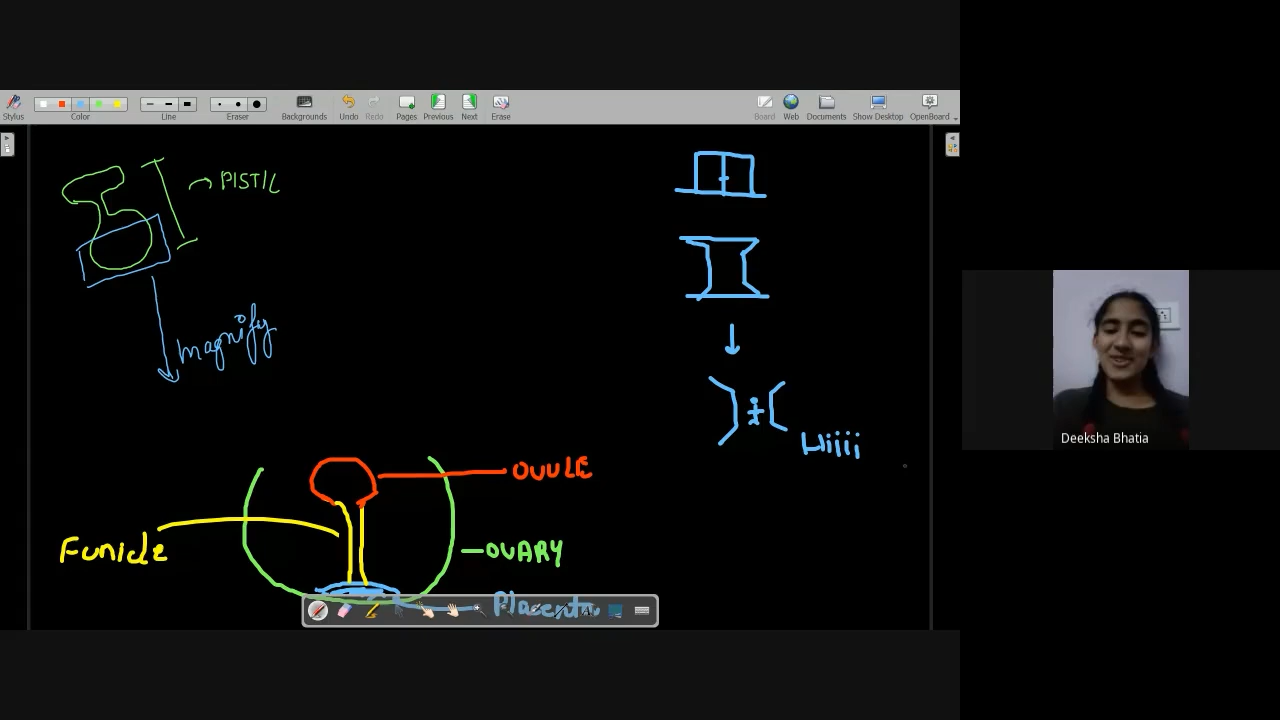 Stylus
Color
Line
Eraser
Backgrounds
Undo
Redo
Pages
Previous
Next
Erase
Board
Web
Documents
Show Desktop
OpenBoard
PISTIL
magnify
Hiiii
OVULE
Funicle
OVARY
Placenta
Deeksha Bhatia